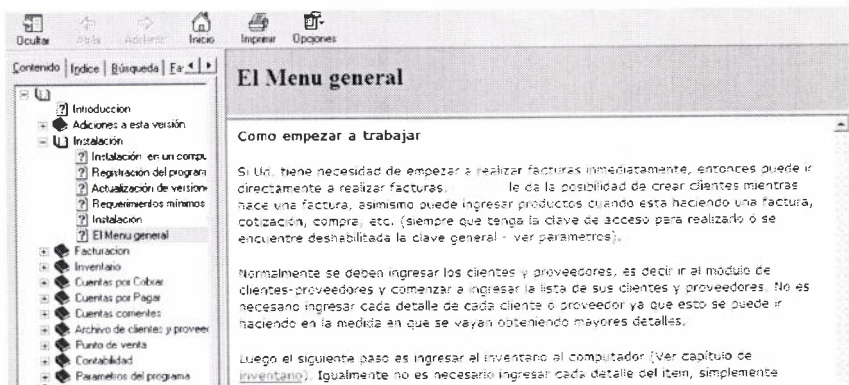 Ocultar Atrás Adelante Inicio Imprimir Opciones
Contenido Indice Búsqueda Fa
Introduccion
Adiciones a esta versión
Instalación
Instalación en un compu
Registración del program
Actualización de version
Requerimientos mínimos
Instalacion
El Menu general
Facturacion
Inventario
Cuentas por Cobrar
Cuentas por Pagar
Cuentas corrientes
Archivo de clientes y proveed
Punto de venta
Contabilidad
Parametros del programa
El Menu general
Como empezar a trabajar
Si Ud. tiene necesidad de empezar a realizar facturas inmediatamente, entonces puede ir
directamente a realizar facturas. le da la posibilidad de crear clientes mientras
hace una factura, asimismo puede ingresar productos cuando esta haciendo una factura,
cotización, compra, etc. (siempre que tenga la clave de acceso para realizarlo o se
encuentre deshabilitada la clave general - ver parametros).
Normalmente se deben ingresar los clientes y proveedores, es decir ir al modulo de
clientes-proveedores y comenzar a ingresar la lista de sus clientes y proveedores. No es
necesario ingresar cada detalle de cada cliente o proveedor ya que esto se puede ir
haciendo en la medida en que se vayan obteniendo mayores detalles.
Luego el siguiente paso es ingresar el inventario al computador (Ver capítulo de
inventario). Igualmente no es necesario ingresar cada detalle del item, simplemente